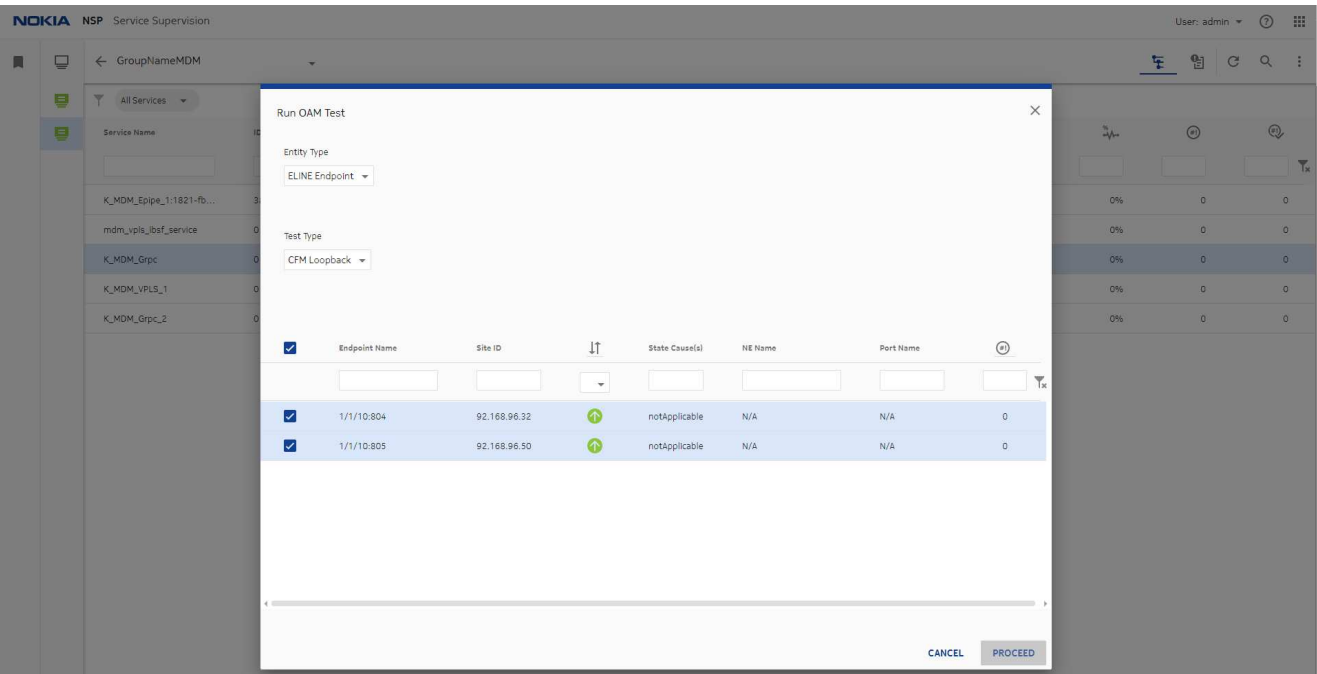 NOKIA NSP Service Supervision User: admin
GroupNameMDM
All Services
Run OAM Test
Service Name
Entity Type
ELINE Endpoint
K_MDM_Epipe_1:1821-fb... 0% 0 0
mdm_vpls_ibsf_service 0% 0 0
Test Type
K_MDM_Grpc CFM Loopback 0% 0 0
K_MDM_VPLS_1 0% 0 0
K_MDM_Grpc_2 0% 0 0
Endpoint Name Site ID State Cause(s) NE Name Port Name
1/1/10:804 92.168.96.32 notApplicable N/A N/A 0
1/1/10:805 92.168.96.50 notApplicable N/A N/A 0
CANCEL PROCEED